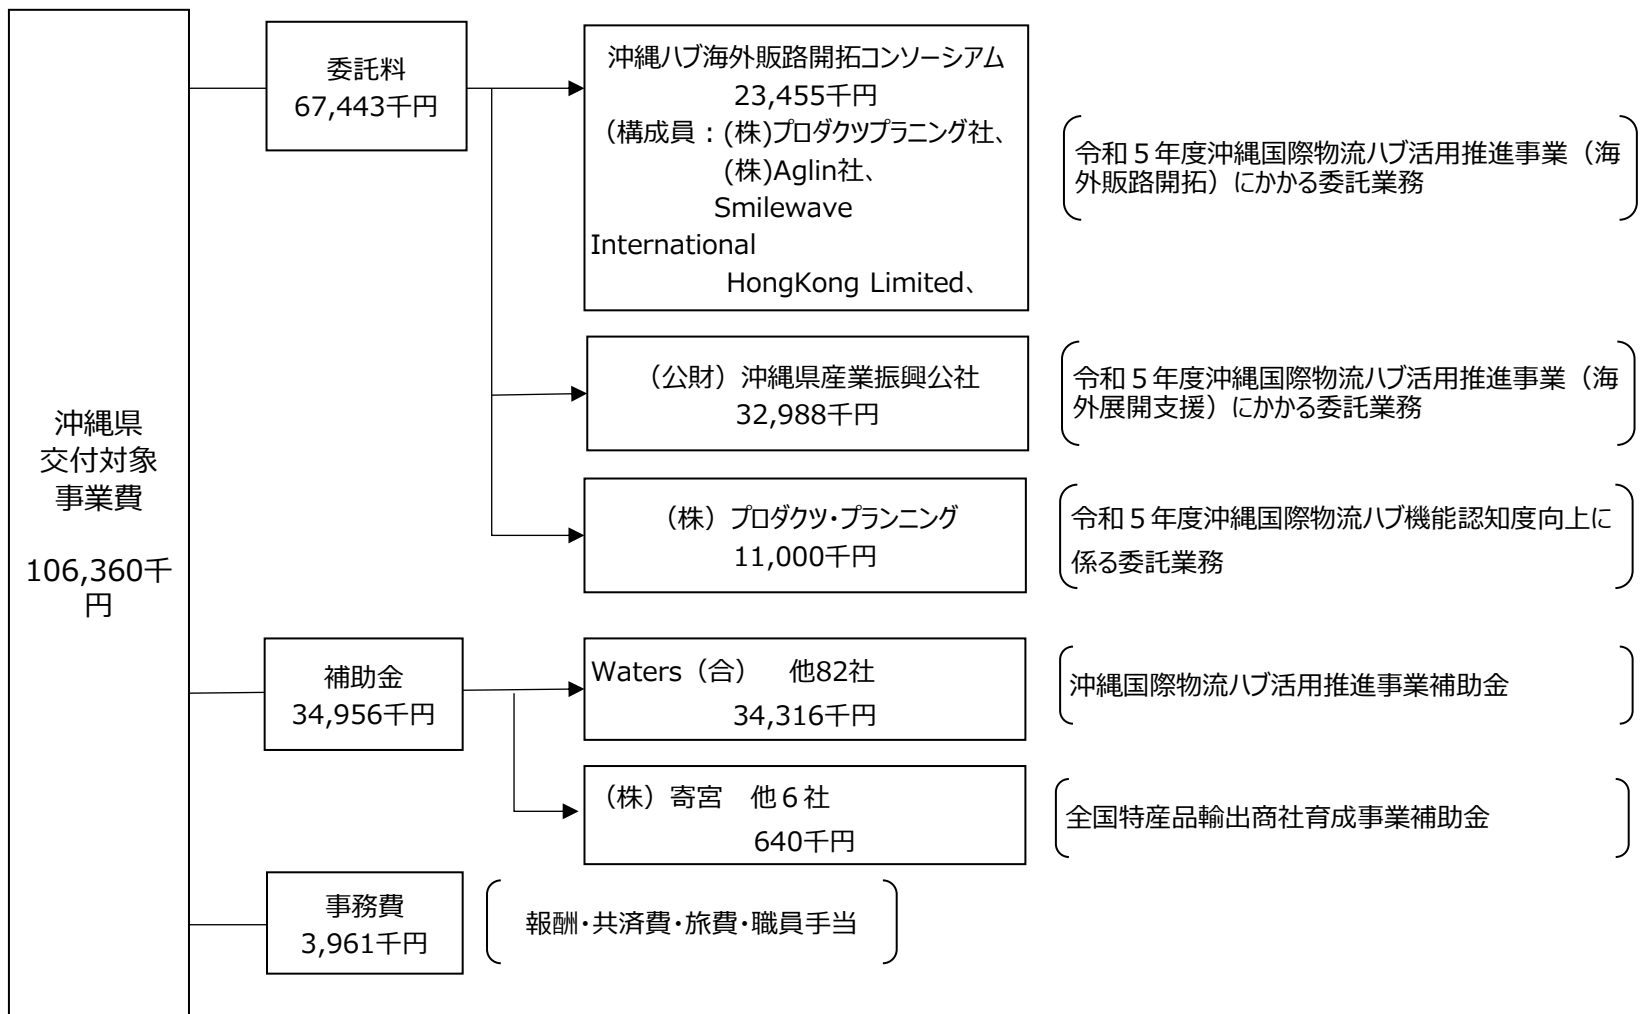 沖縄県
交付対象
事業費
106,360千
円
委託料
67,443千円
沖縄ハブ海外販路開拓コンソーシアム
23,455千円
（構成員：(株)プロダクツプラニング社、
(株)Aglin社、
Smilewave
International
HongKong Limited、
令和５年度沖縄国際物流ハブ活用推進事業（海
外販路開拓）にかかる委託業務
（公財）沖縄県産業振興公社
32,988千円
令和５年度沖縄国際物流ハブ活用推進事業（海
外展開支援）にかかる委託業務
（株）プロダクツ・プランニング
11,000千円
令和５年度沖縄国際物流ハブ機能認知度向上に
係る委託業務
補助金
34,956千円
Waters（合）　他82社
34,316千円
沖縄国際物流ハブ活用推進事業補助金
（株）寄宮　他６社
640千円
全国特産品輸出商社育成事業補助金
事務費
3,961千円
報酬・共済費・旅費・職員手当